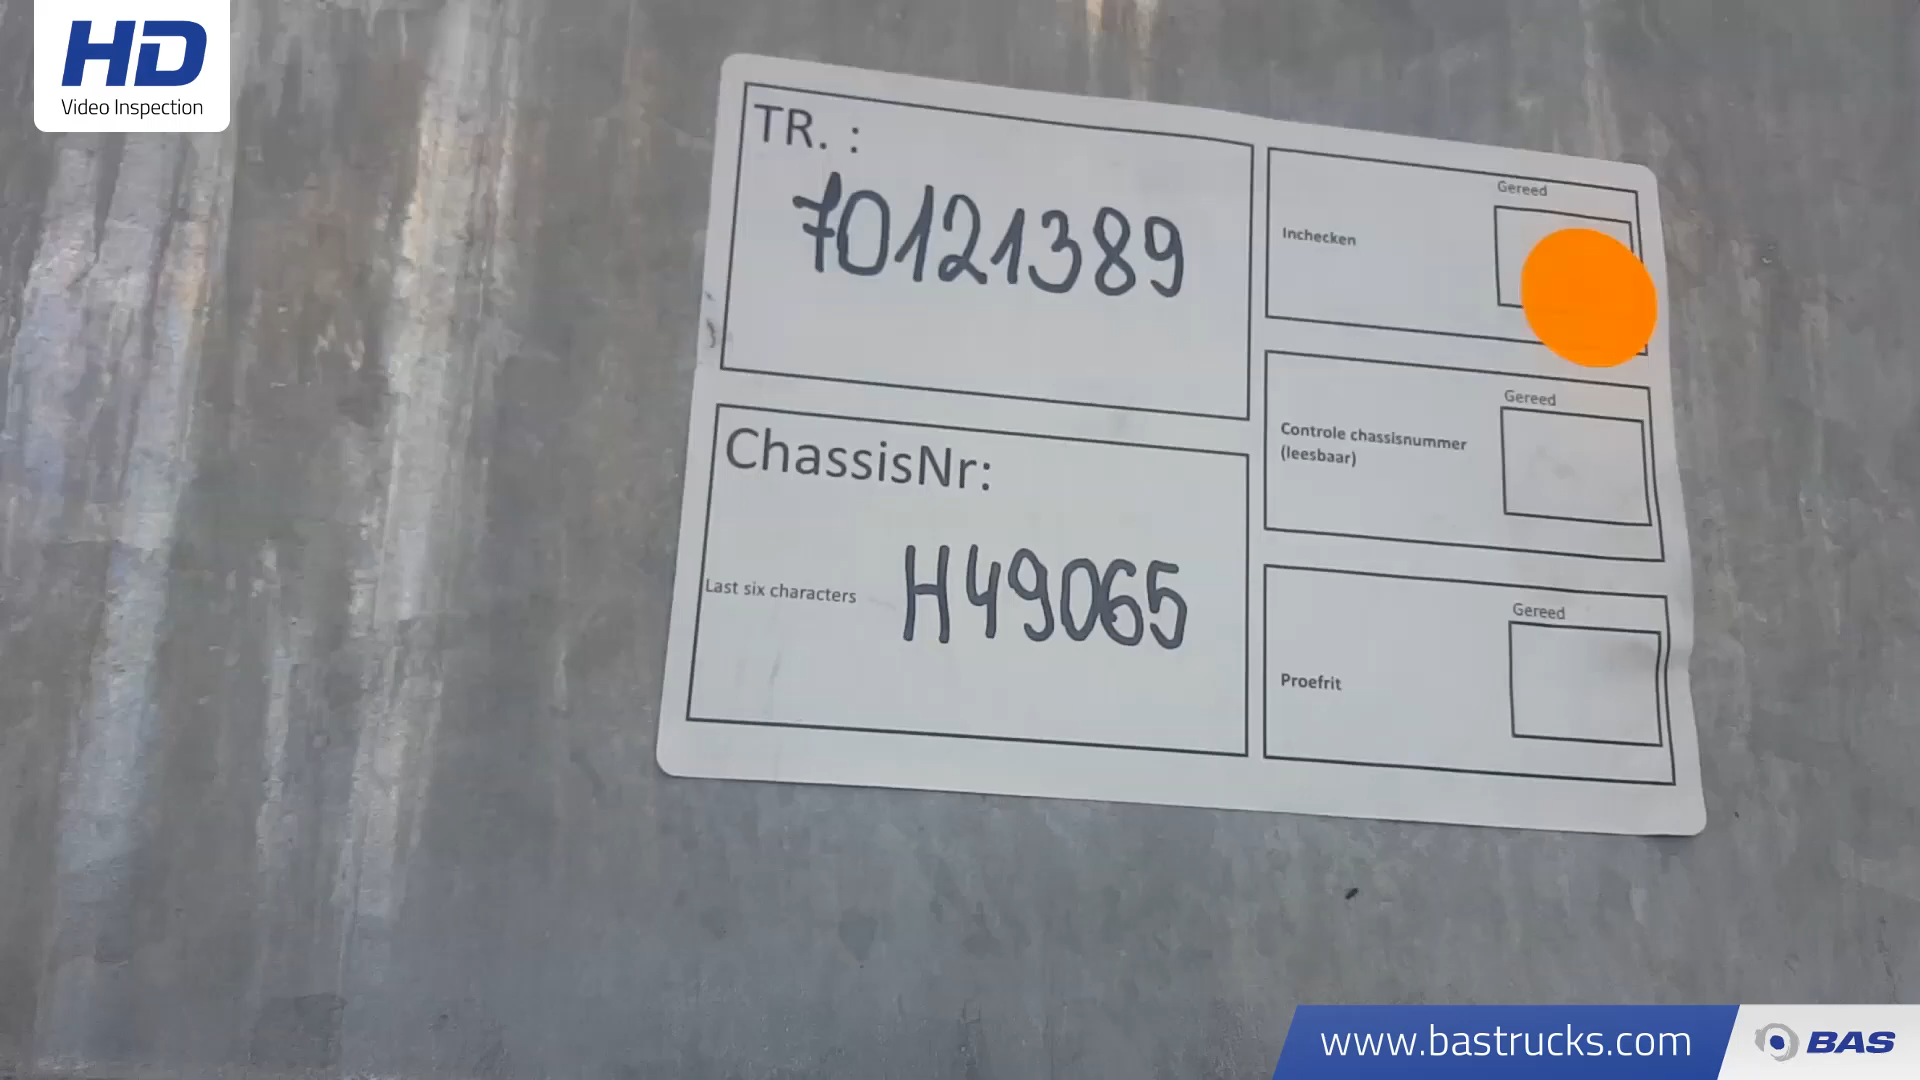 HD
Video Inspection
TR. :
70121389
ChassisNr:
Last six characters
H49065
Gereed
Inchecken
Gereed
Controle chassisnummer
(leesbaar)
Gereed
Proefrit
www.bastrucks.com
BAS